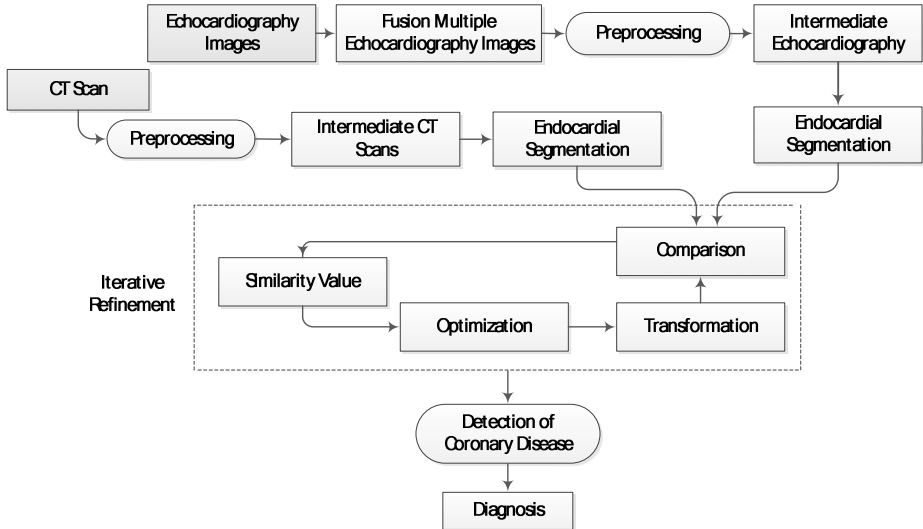 Echocardiography
Images
Fusion Multiple
Echocardiography Images
Preprocessing
Intermediate
Echocardiography
CT Scan
Preprocessing
Intermediate CT
Scans
Endocardial
Segmentation
Endocardial
Segmentation
Comparison
Similarity Value
Iterative
Refinement
Optimization
Transformation
Detection of
Coronary Disease
Diagnosis